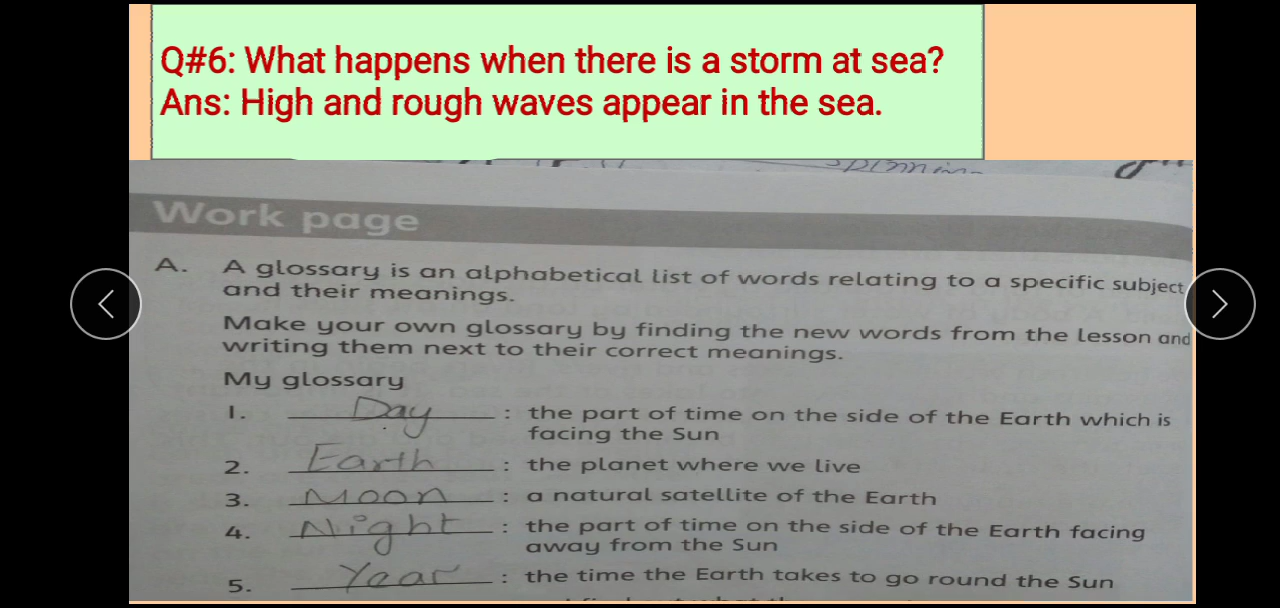 Q#6: What happens when there is a storm at sea?
Ans: High and rough waves appear in the sea.
Work page
A. A glossary is an alphabetical list of words relating to a specific subject
and their meanings.
Make your own glossary by finding the new words from the lesson and
writing them next to their correct meanings.
My glossary
1. Day : the part of time on the side of the Earth which is
facing the Sun
2. Earth : the planet where we live
3. Moon : a natural satellite of the Earth
4. Night : the part of time on the side of the Earth facing
away from the Sun
5. Year : the time the Earth takes to go round the Sun